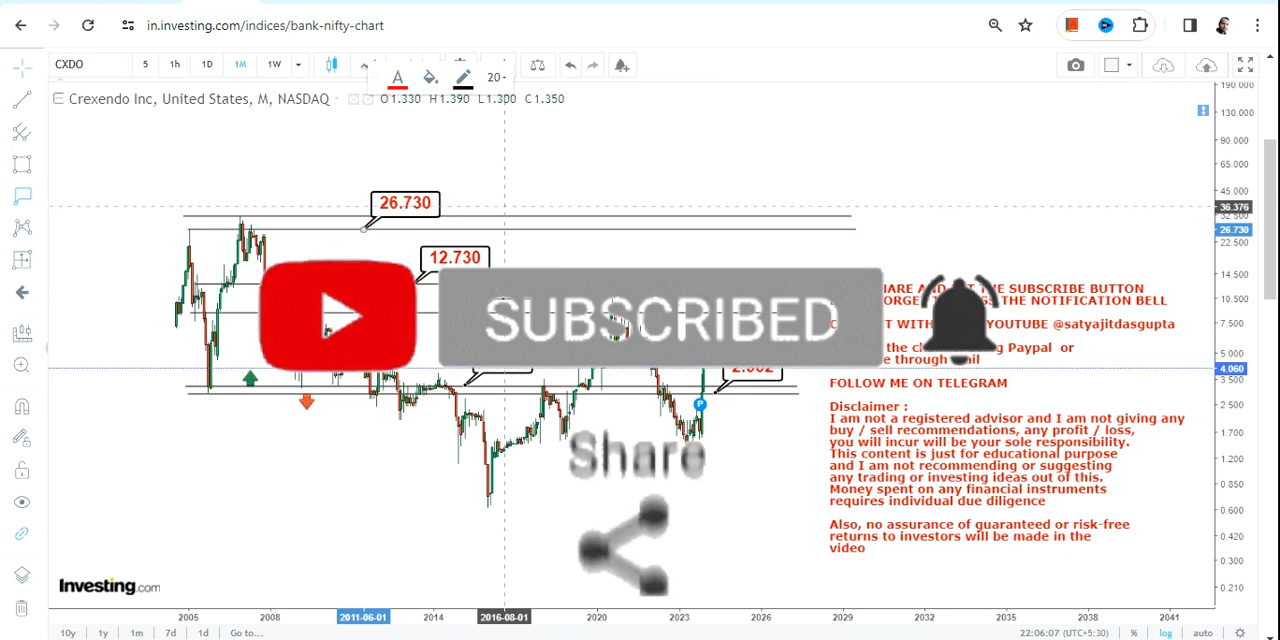 in.investing.com/indices/bank-nifty-chart
CXDO 5 1h 1D 1M 1W
A 20
Crexendo Inc, United States, M, NASDAQ O1.330 H1.390 L1.300 C1.350
190.000
130.000
90.000
65.000
45.000
36.376
26.730
22.500
14.500
10.500
7.500
5.000
4.060
3.500
2.500
1.700
1.200
0.850
0.600
0.420
0.300
0.210
26.730
12.730
SUBSCRIBED
THE SUBSCRIBE BUTTON
THE NOTIFICATION BELL
YOUTUBE @satyajitdasgupta
Paypal or
through
FOLLOW ME ON TELEGRAM
Disclaimer :
I am not a registered advisor and I am not giving any
buy / sell recommendations, any profit / loss,
you will incur will be your sole responsibility.
This content is just for educational purpose
and I am not recommending or suggesting
any trading or investing ideas out of this.
Money spent on any financial instruments
requires individual due diligence
Also, no assurance of guaranteed or risk-free
returns to investors will be made in the
video
P
Share
Investing.com
2005 2008 2011-06-01 2014 2016-08-01 2020 2023 2026 2029 2032 2035 2038 2041
10y 1y 1m 7d 1d Go to... 22:06:07 (UTC+5:30) % log auto